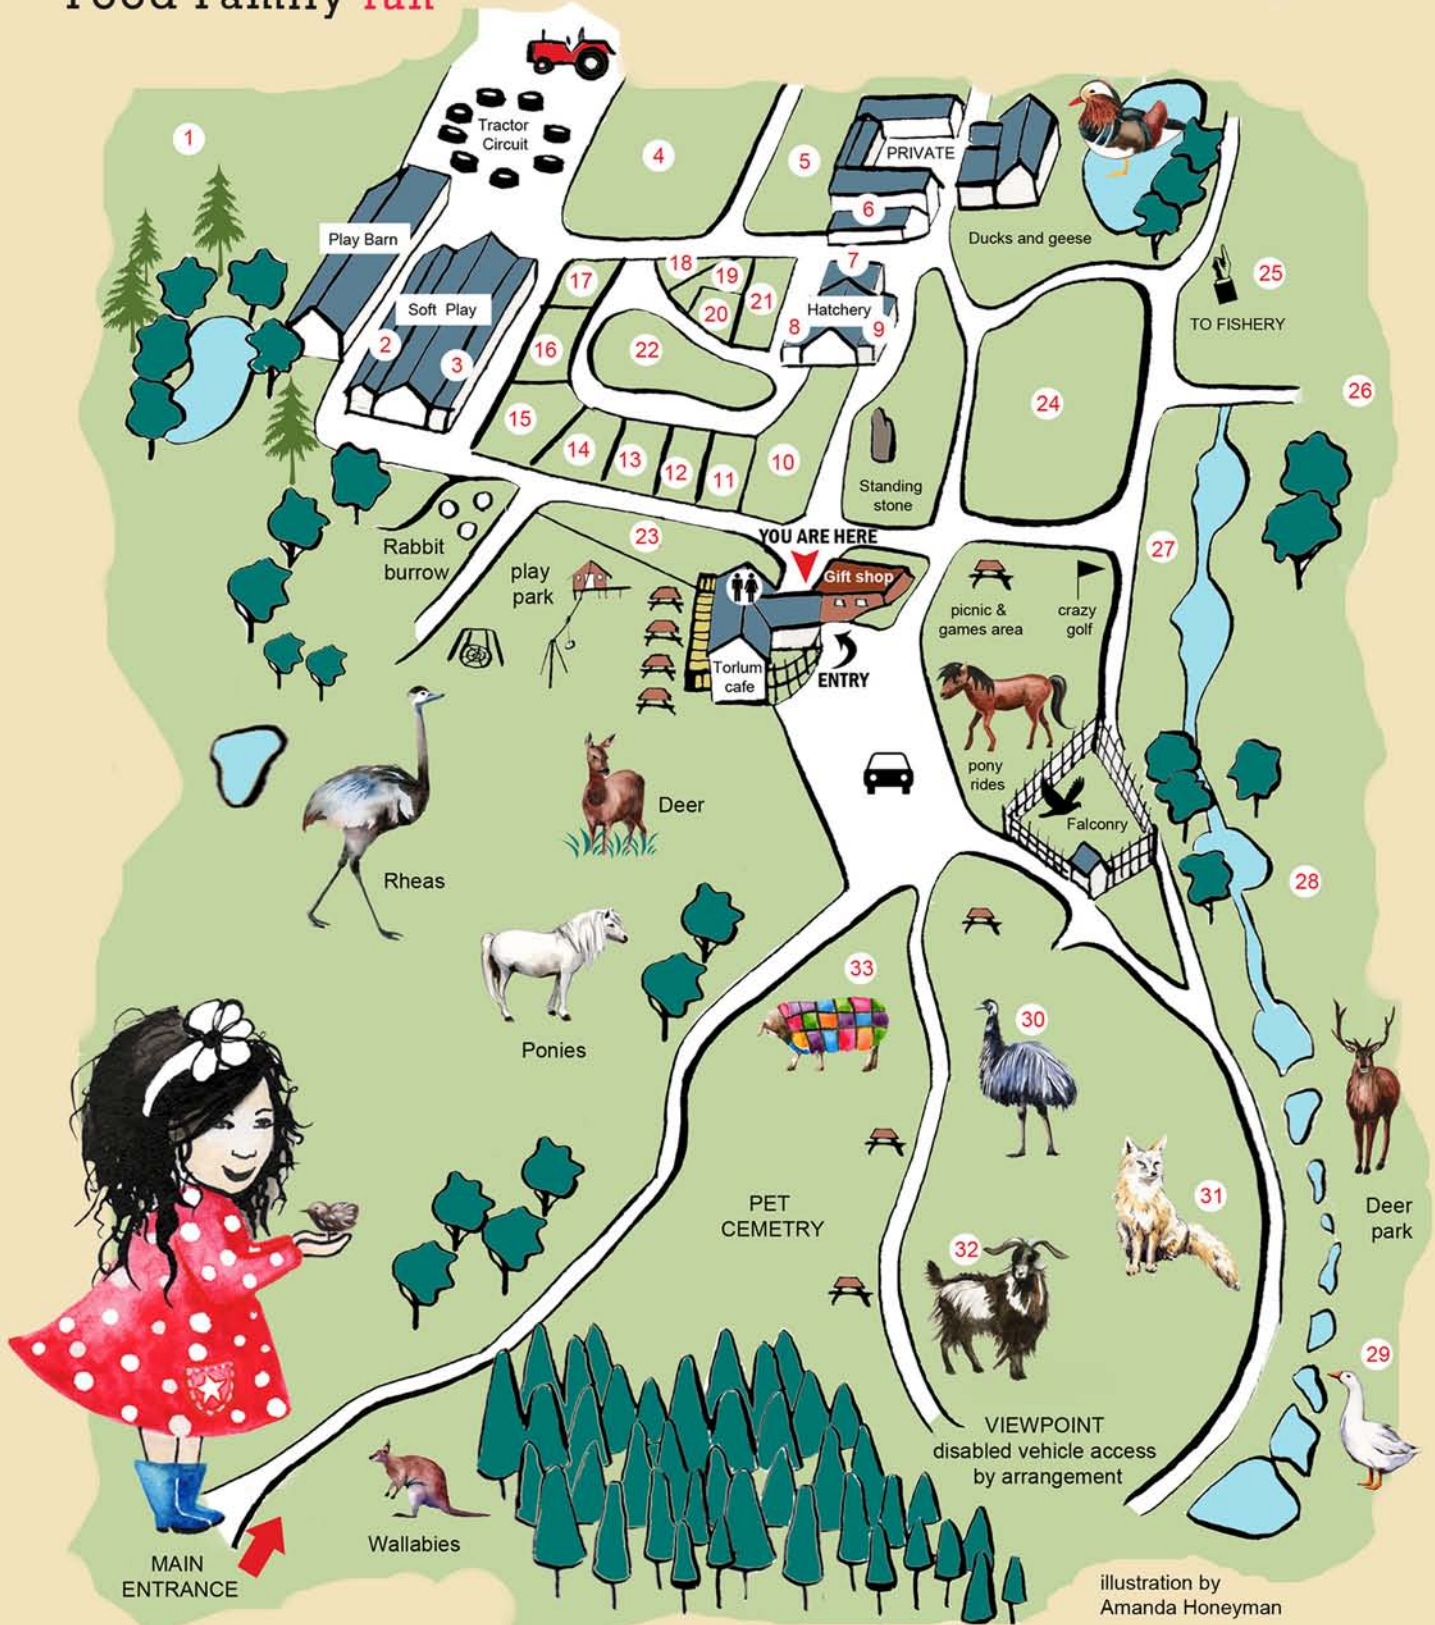 Food Family fun
1
Tractor
Circuit
4
5
PRIVATE
6
Play Barn
Ducks and geese
18
19
7
25
17
20
21
Soft Play
Hatchery
TO FISHERY
2
3
16
22
8
9
26
15
24
14
13
12
11
10
Standing
stone
23
YOU ARE HERE
27
Rabbit
burrow
play
park
Gift shop
picnic &
games area
crazy
golf
Torlum
cafe
ENTRY
pony
rides
Deer
Falconry
Rheas
28
33
30
Ponies
31
PET
CEMETRY
Deer
park
32
29
VIEWPOINT
disabled vehicle access
by arrangement
Wallabies
MAIN
ENTRANCE
illustration by
Amanda Honeyman